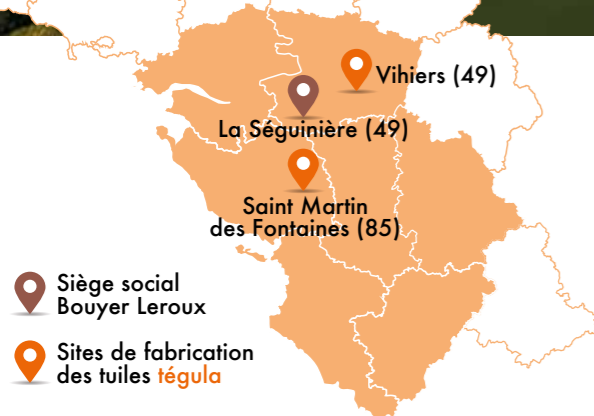 Vihiers (49)
La Séguinière (49)
Saint Martin
des Fontaines (85)
Siège social
Bouyer Leroux
Sites de fabrication
des tuiles tégula